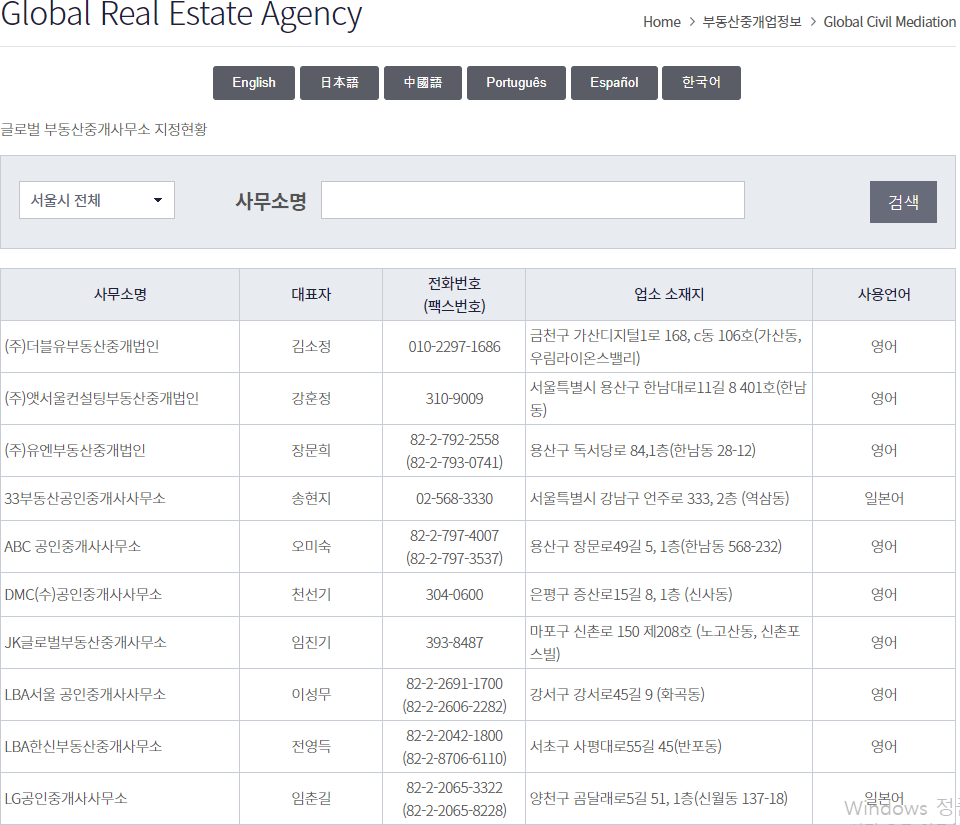 Global Real Estate Agency
Home > 부동산중개업정보 > Global Civil Mediation
English 日本語 中國語 Português Español 한국어
글로벌 부동산중개사무소 지정현황
서울시 전체 사무소명 검색
사무소명 대표자 전화번호 (팩스번호) 업소 소재지 사용언어
(주)더블유부동산중개법인 김소정 010-2297-1686 금천구 가산디지털1로 168, c동 106호(가산동,
우림라이온스밸리) 영어
(주)앳서울컨설팅부동산중개법인 강훈정 310-9009 서울특별시 용산구 한남대로11길 8 401호(한남
동) 영어
(주)유엔부동산중개법인 장문희 82-2-792-2558
(82-2-793-0741) 용산구 독서당로 84,1층(한남동 28-12) 영어
33부동산공인중개사사무소 송현지 02-568-3330 서울특별시 강남구 언주로 333, 2층 (역삼동) 일본어
ABC 공인중개사사무소 오미숙 82-2-797-4007
(82-2-797-3537) 용산구 장문로49길 5, 1층(한남동 568-232) 영어
DMC(수)공인중개사사무소 천선기 304-0600 은평구 증산로15길 8, 1층 (신사동) 영어
JK글로벌부동산중개사무소 임진기 393-8487 마포구 신촌로 150 제208호 (노고산동, 신촌포
스빌) 영어
LBA서울 공인중개사사무소 이성무 82-2-2691-1700
(82-2-2606-2282) 강서구 강서로45길 9 (화곡동) 영어
LBA한신부동산중개사무소 전영득 82-2-2042-1800
(82-2-8706-6110) 서초구 사평대로55길 45(반포동) 영어
LG공인중개사사무소 임춘길 82-2-2065-3322
(82-2-2065-8228) 양천구 곰달래로5길 51, 1층(신월동 137-18) 일본어
Windows